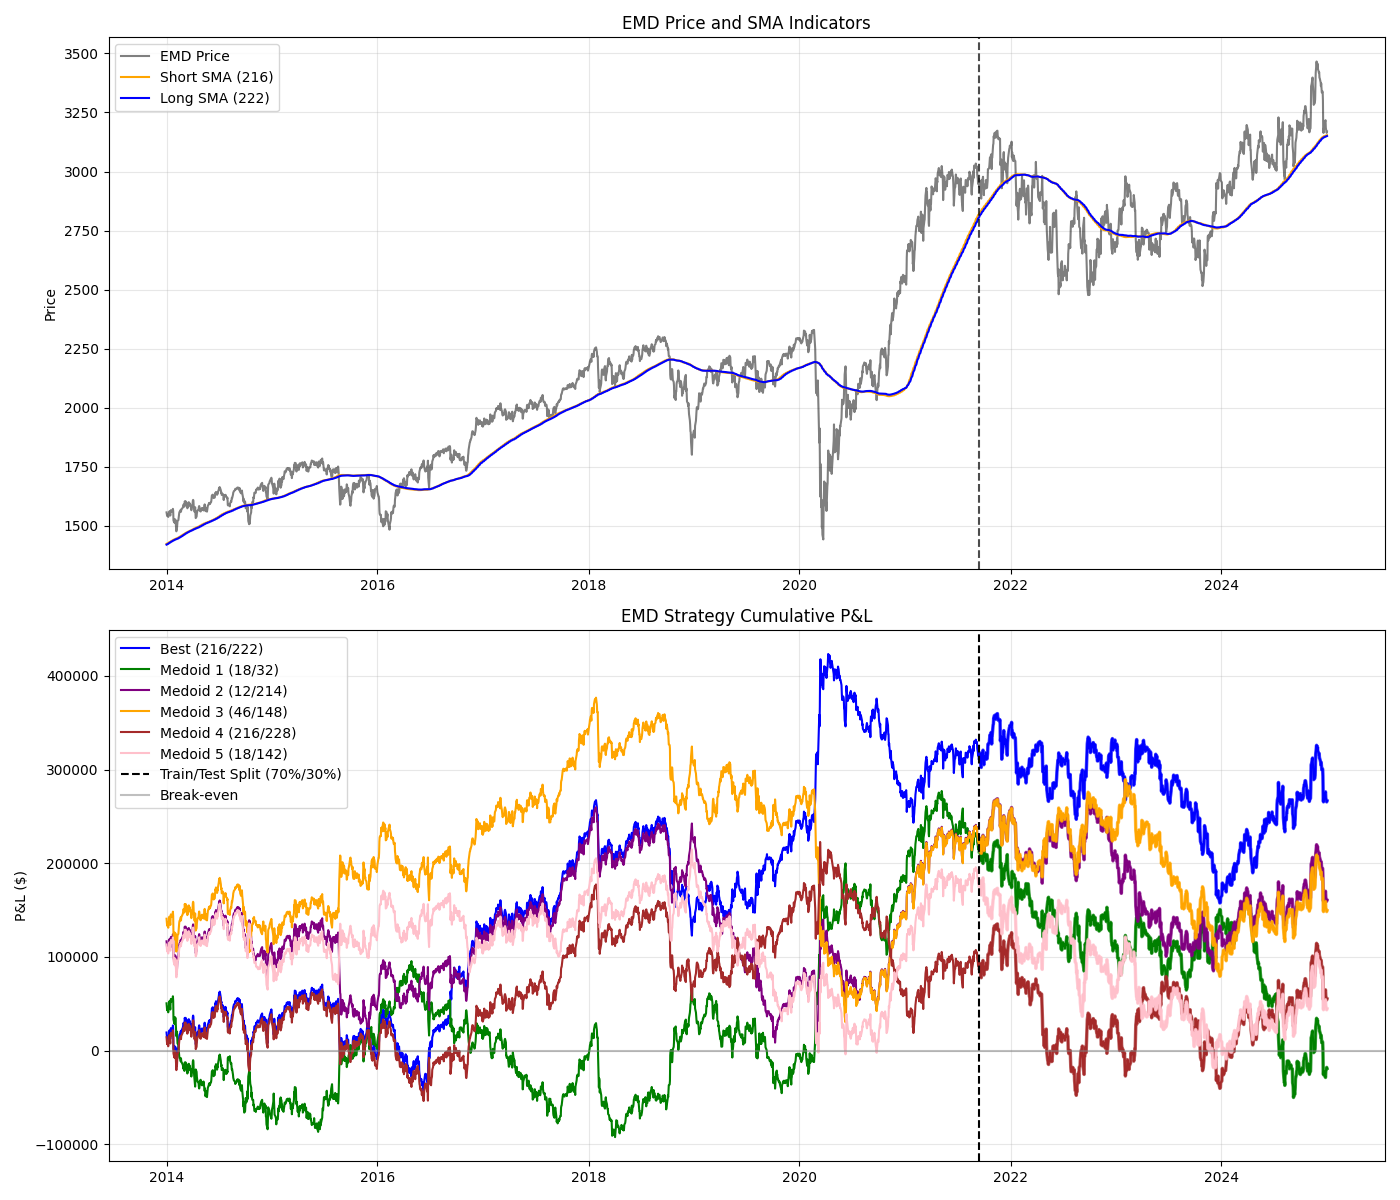 EMD Price and SMA Indicators
EMD Price
Short SMA (216)
Long SMA (222)
3500
3250
3000
2750
2500
2250
2000
1750
1500
Price
2014
2016
2018
2020
2022
2024
EMD Strategy Cumulative P&L
Best (216/222)
Medoid 1 (18/32)
Medoid 2 (12/214)
Medoid 3 (46/148)
Medoid 4 (216/228)
Medoid 5 (18/142)
Train/Test Split (70%/30%)
Break-even
400000
300000
200000
100000
0
−100000
P&L ($)
2014
2016
2018
2020
2022
2024